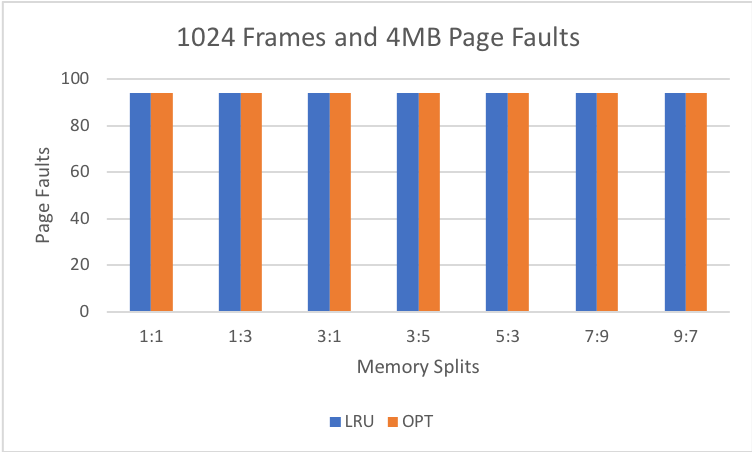 1024 Frames and 4MB Page Faults
100
80
60
40
20
0
Page Faults
1:1 1:3 3:1 3:5 5:3 7:9 9:7
Memory Splits
LRU OPT